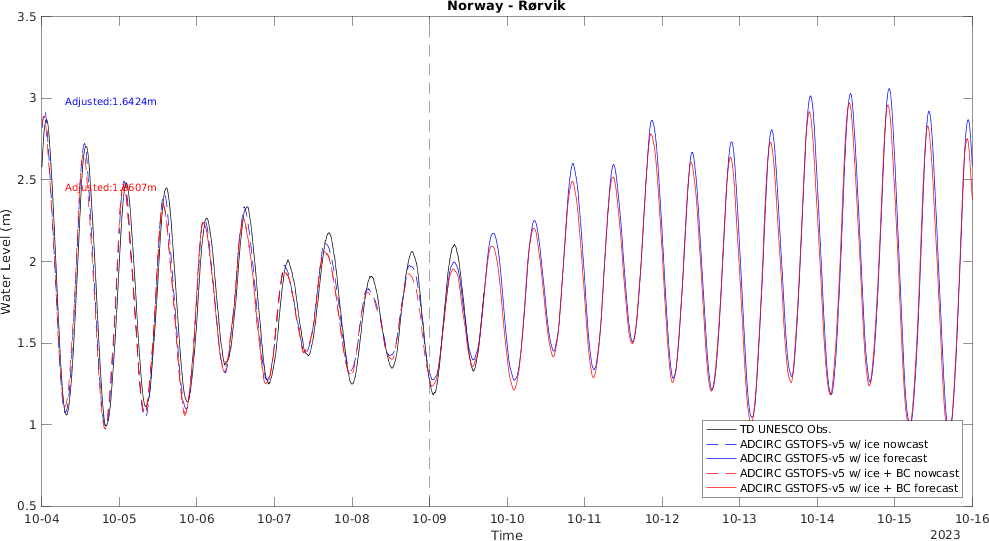 Norway - Rørvik
3.5
3
2.5
2
1.5
1
0.5
Water Level (m)
Adjusted:1.6424m
Adjusted:1.8607m
TD UNESCO Obs.
ADCIRC GSTOFS-v5 w/ ice nowcast
ADCIRC GSTOFS-v5 w/ ice forecast
ADCIRC GSTOFS-v5 w/ ice + BC nowcast
ADCIRC GSTOFS-v5 w/ ice + BC forecast
10-04 10-05 10-06 10-07 10-08 10-09 10-10 10-11 10-12 10-13 10-14 10-15 10-16
Time
2023